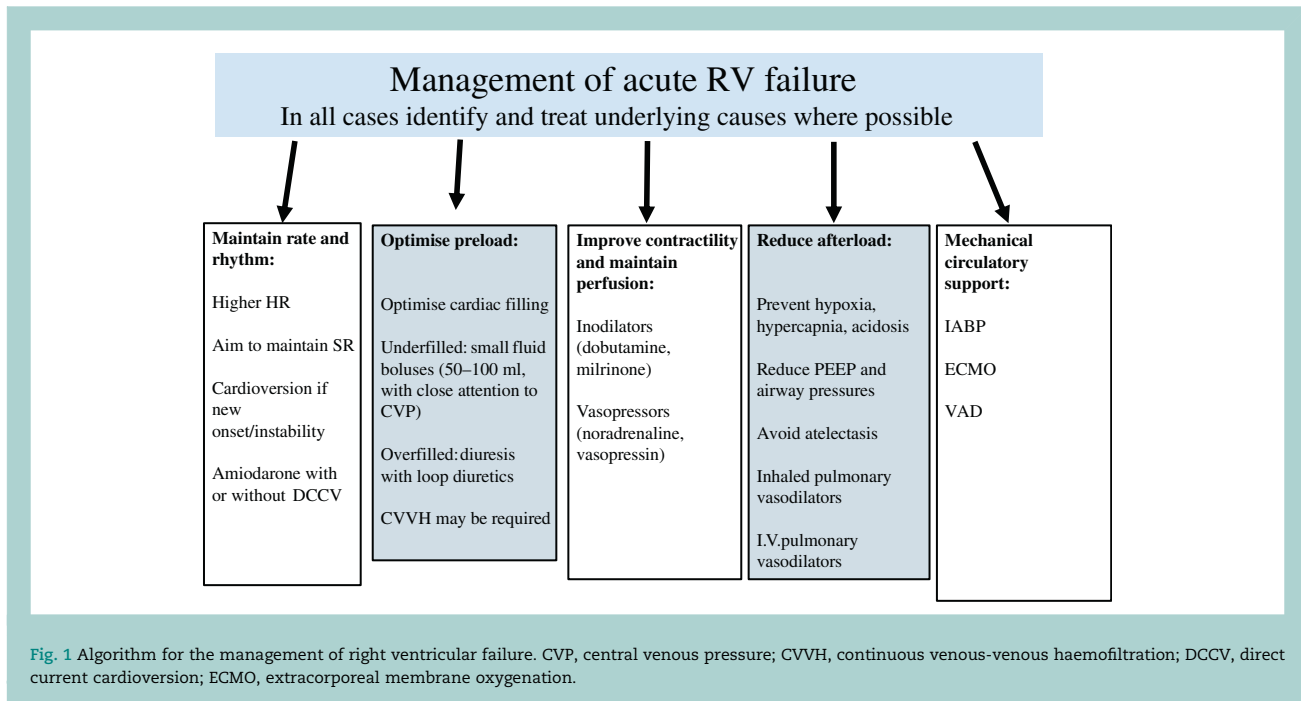 Management of acute RV failure
In all cases identify and treat underlying causes where possible
Maintain rate and
rhythm:
Higher HR
Aim to maintain SR
Cardioversion if
new
onset/instability
Amiodarone with
or without DCCV
Optimise preload:
Optimise cardiac filling
Underfilled: small fluid
boluses (50–100 ml,
with close attention to
CVP)
Overfilled: diuresis
with loop diuretics
CVVH may be required
Improve contractility
and maintain
perfusion:
Inodilators
(dobutamine,
milrinone)
Vasopressors
(noradrenaline,
vasopressin)
Reduce afterload:
Prevent hypoxia,
hypercapnia, acidosis
Reduce PEEP and
airway pressures
Avoid atelectasis
Inhaled pulmonary
vasodilators
I.V.pulmonary
vasodilators
Mechanical
circulatory
support:
IABP
ECMO
VAD
Fig. 1 Algorithm for the management of right ventricular failure. CVP, central venous pressure; CVVH, continuous venous-venous haemofiltration; DCCV, direct
current cardioversion; ECMO, extracorporeal membrane oxygenation.